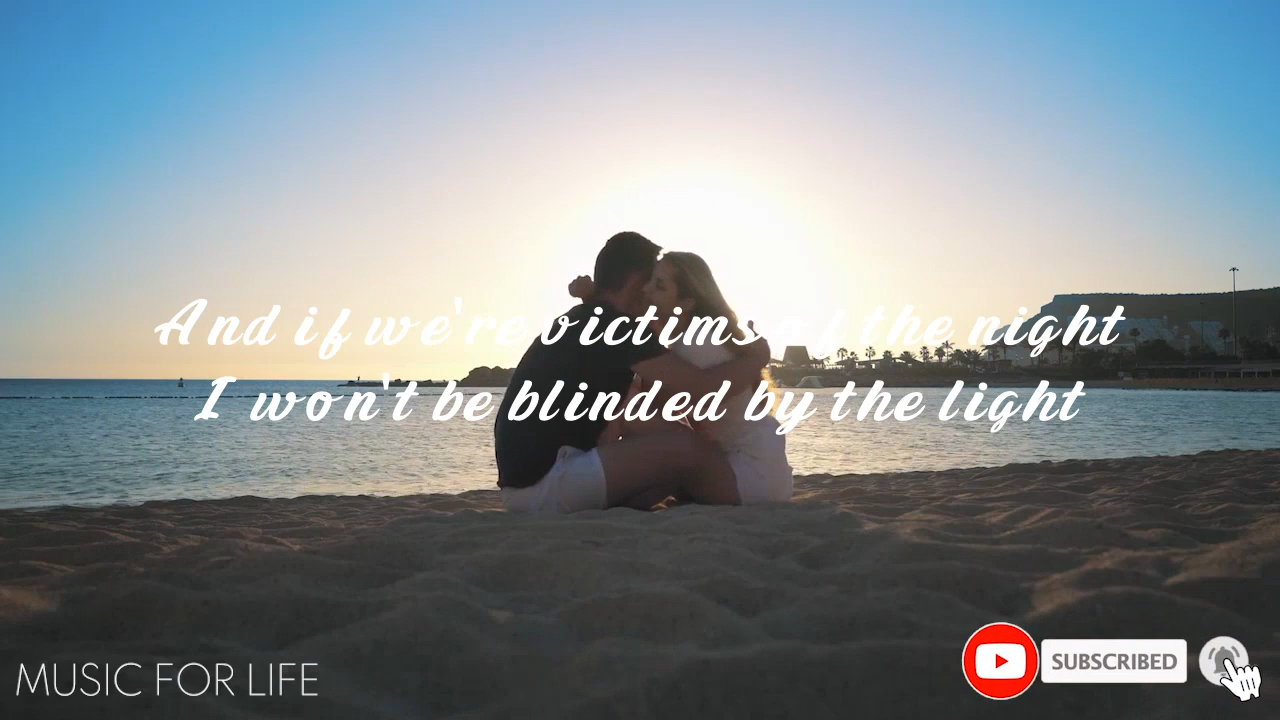 And if we're victims of the night
I won't be blinded by the light
MUSIC FOR LIFE
SUBSCRIBED